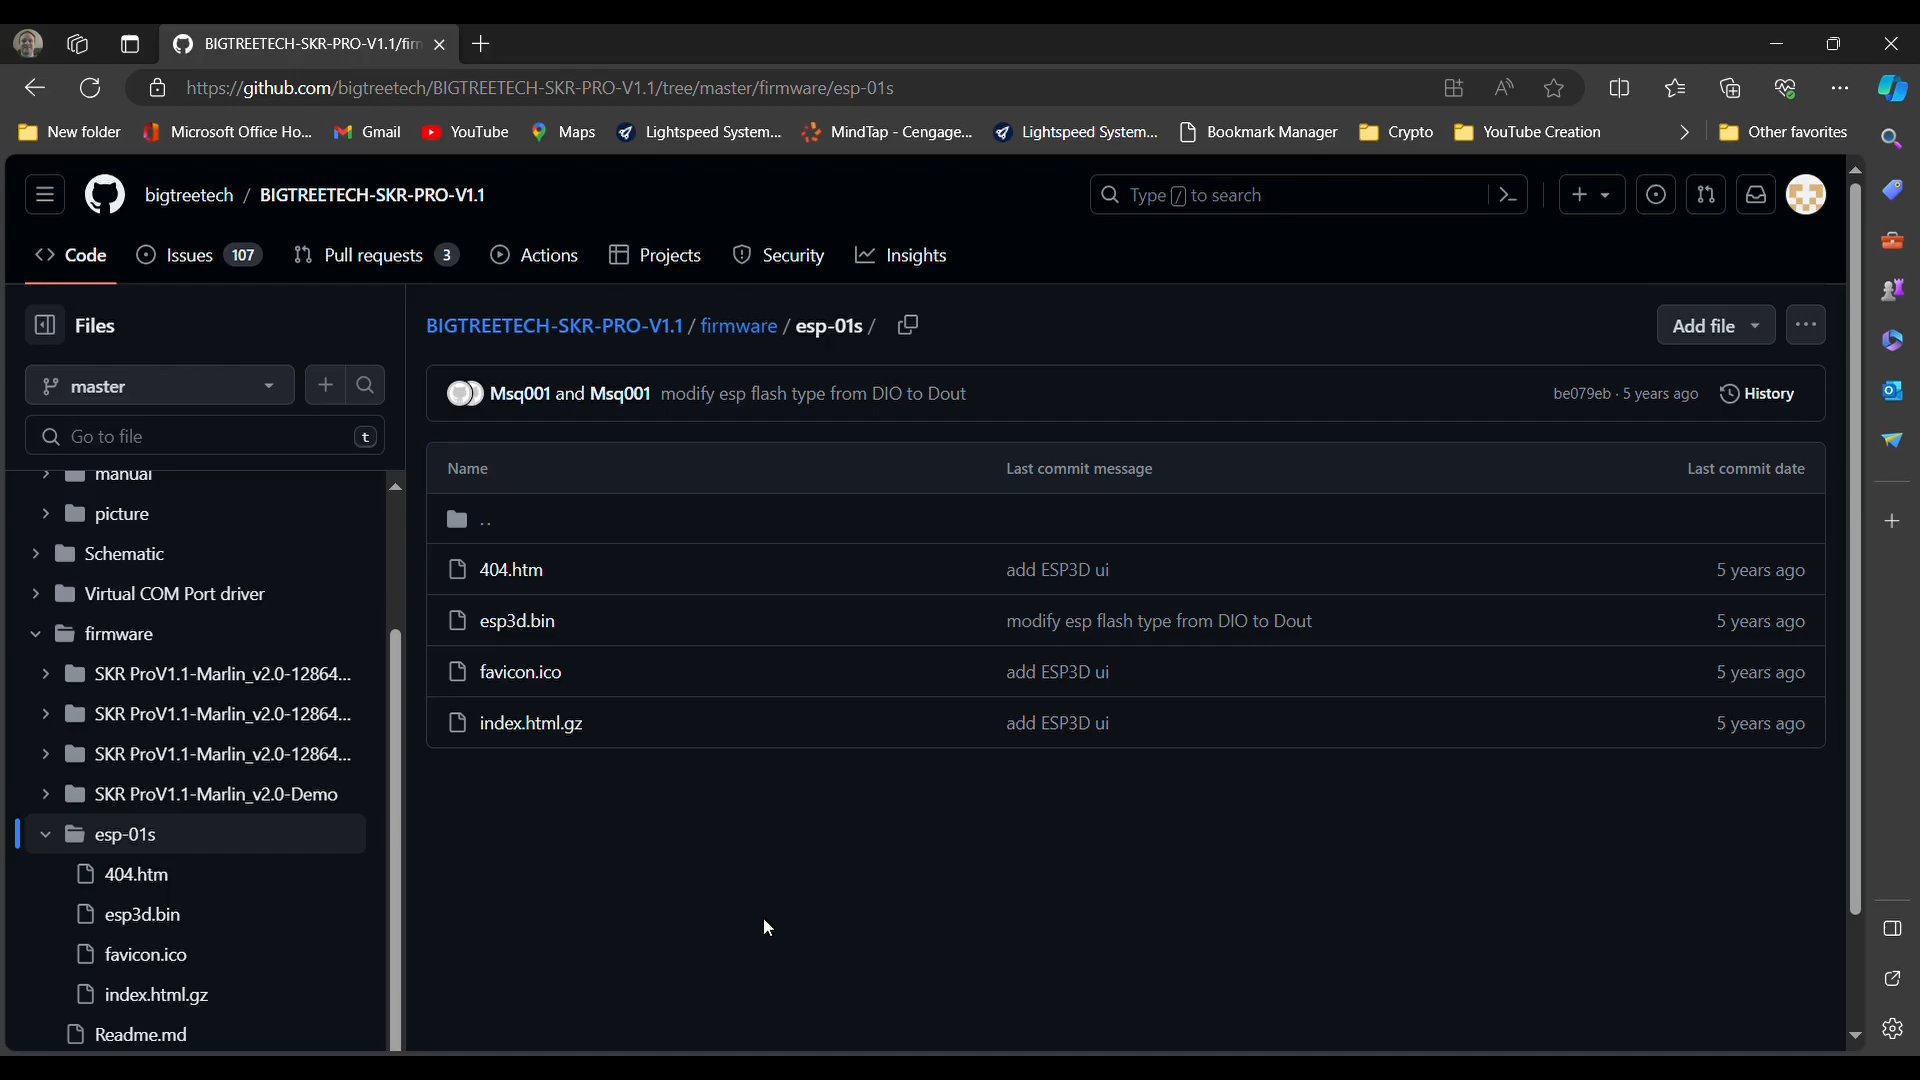 BIGTREETECH-SKR-PRO-V1.1/firn
https://github.com/bigtreetech/BIGTREETECH-SKR-PRO-V1.1/tree/master/firmware/esp-01s
New folder Microsoft Office Ho... Gmail YouTube Maps Lightspeed System... MindTap - Cengage... Lightspeed System... Bookmark Manager Crypto YouTube Creation Other favorites
bigtreetech / BIGTREETECH-SKR-PRO-V1.1
Type / to search
Code Issues 107 Pull requests 3 Actions Projects Security Insights
Files
BIGTREETECH-SKR-PRO-V1.1 / firmware / esp-01s /
Add file
master
Go to file t
Msq001 and Msq001 modify esp flash type from DIO to Dout
be079eb · 5 years ago History
Name Last commit message Last commit date
..
404.htm add ESP3D ui 5 years ago
esp3d.bin modify esp flash type from DIO to Dout 5 years ago
favicon.ico add ESP3D ui 5 years ago
index.html.gz add ESP3D ui 5 years ago
manual
picture
Schematic
Virtual COM Port driver
firmware
SKR ProV1.1-Marlin_v2.0-12864...
SKR ProV1.1-Marlin_v2.0-12864...
SKR ProV1.1-Marlin_v2.0-12864...
SKR ProV1.1-Marlin_v2.0-Demo
esp-01s
404.htm
esp3d.bin
favicon.ico
index.html.gz
Readme.md